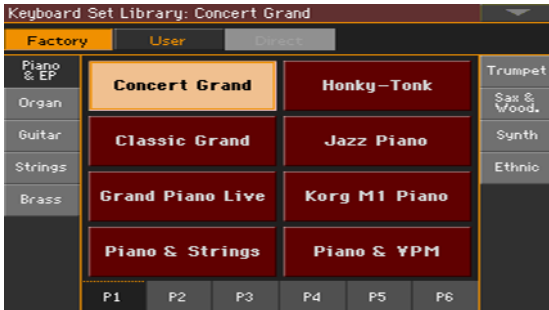 Keyboard Set Library: Concert Grand
Factory User Direct
Piano & EP
Organ
Guitar
Strings
Brass
Concert Grand Honky-Tonk
Classic Grand Jazz Piano
Grand Piano Live Korg M1 Piano
Piano & Strings Piano & VPM
Trumpet
Sax & Wood.
Synth
Ethnic
P1 P2 P3 P4 P5 P6